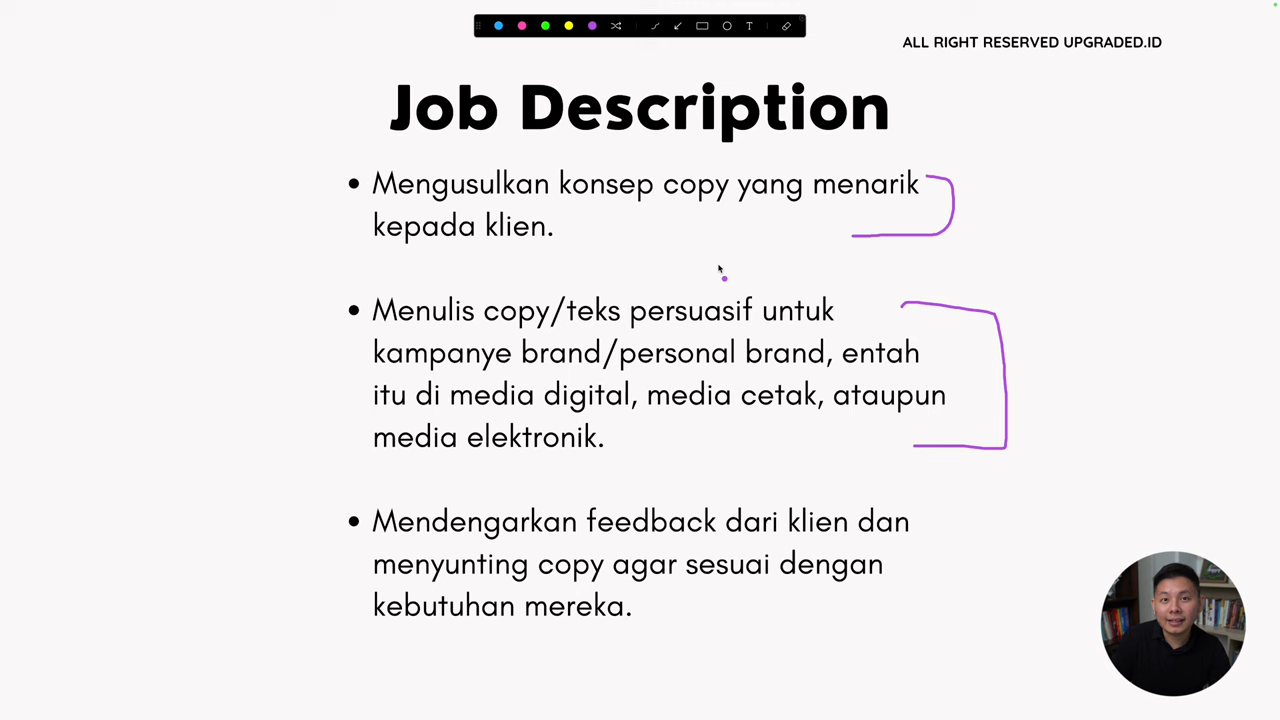 ALL RIGHT RESERVED UPGRADED.ID
Job Description
• Mengusulkan konsep copy yang menarik
kepada klien.
• Menulis copy/teks persuasif untuk
kampanye brand/personal brand, entah
itu di media digital, media cetak, ataupun
media elektronik.
• Mendengarkan feedback dari klien dan
menyunting copy agar sesuai dengan
kebutuhan mereka.